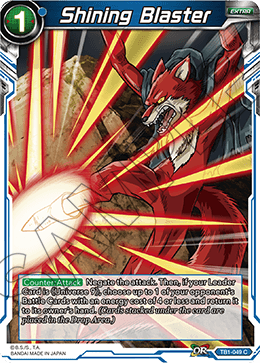 1
Shining Blaster
EXTRA
Counter: Attack Negate the attack. Then, if your Leader
Card is {Universe 9}, choose up to 1 of your opponent's
Battle Cards with an energy cost of 4 or less and return it
to its owner's hand. (Cards stacked under the card are
placed in the Drop Area.)
©B.S./S., T.A.
BANDAI MADE IN JAPAN
TB1-049 C